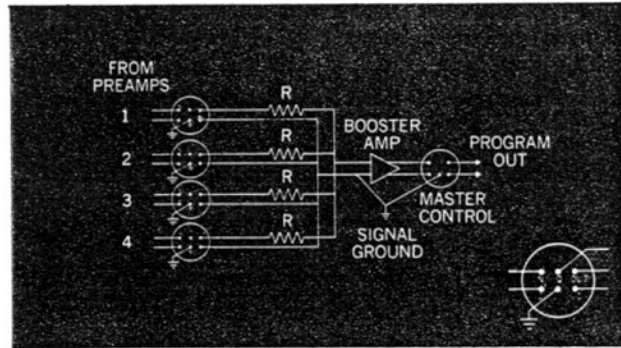 FROM
PREAMPS
1
R
2
R
3
R
4
R
BOOSTER
AMP
PROGRAM
OUT
MASTER
CONTROL
SIGNAL
GROUND